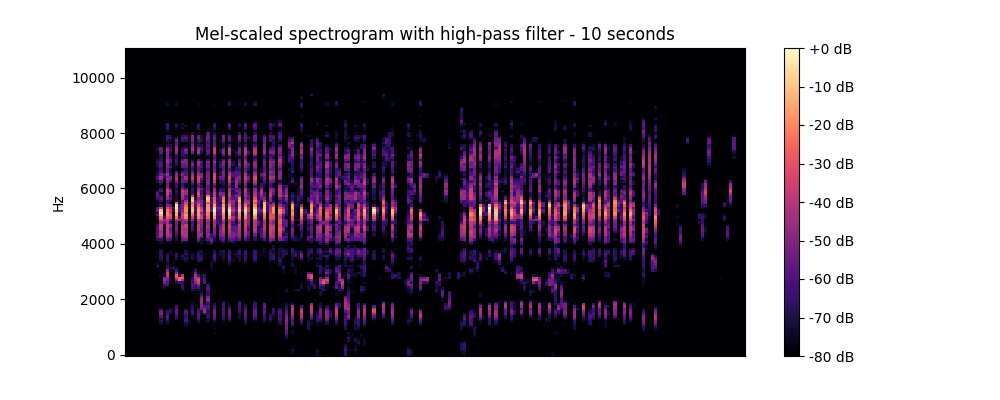 Mel-scaled spectrogram with high-pass filter - 10 seconds
Hz
10000
8000
6000
4000
2000
0
+0 dB
-10 dB
-20 dB
-30 dB
-40 dB
-50 dB
-60 dB
-70 dB
-80 dB